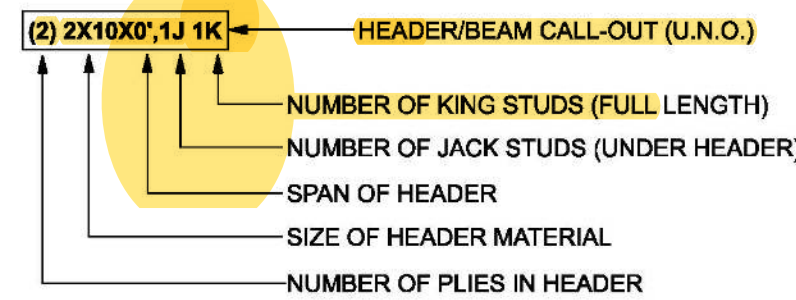 (2) 2X10X0',1J 1K HEADER/BEAM CALL-OUT (U.N.O.)
NUMBER OF KING STUDS (FULL LENGTH)
NUMBER OF JACK STUDS (UNDER HEADER)
SPAN OF HEADER
SIZE OF HEADER MATERIAL
NUMBER OF PLIES IN HEADER